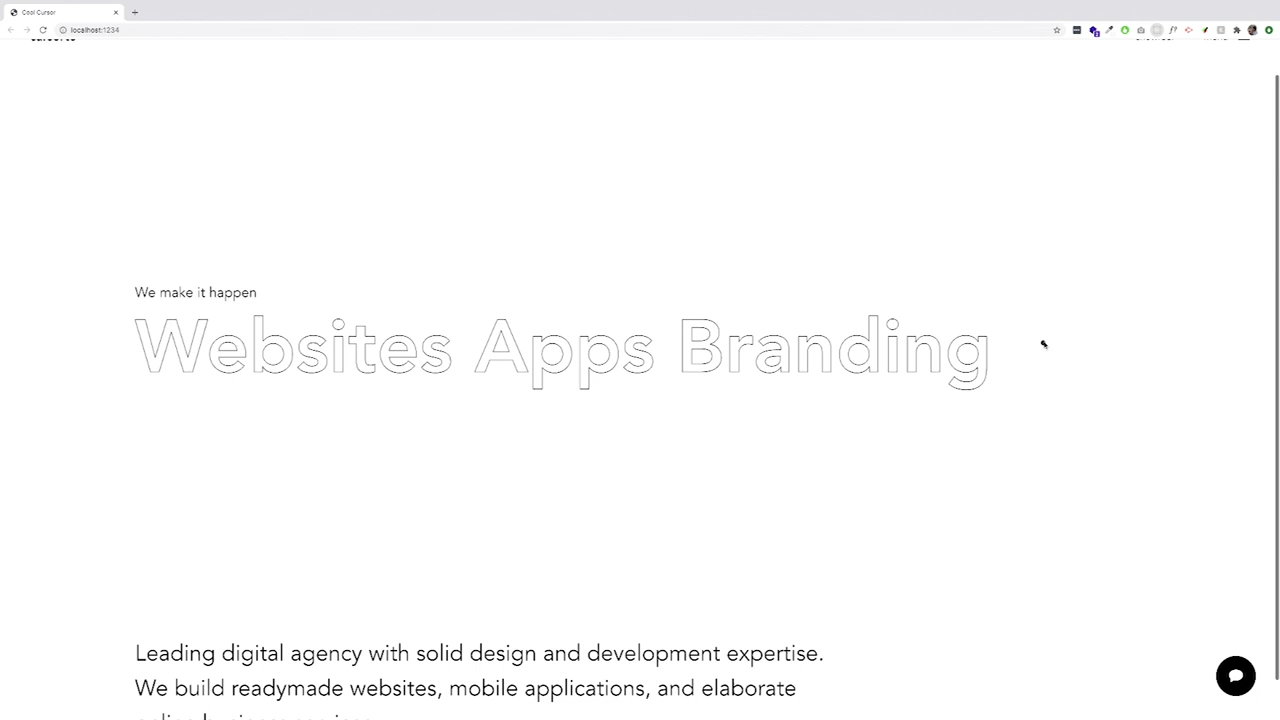 Cool Cursor
localhost:1234
We make it happen
Websites Apps Branding
Leading digital agency with solid design and development expertise.
We build readymade websites, mobile applications, and elaborate